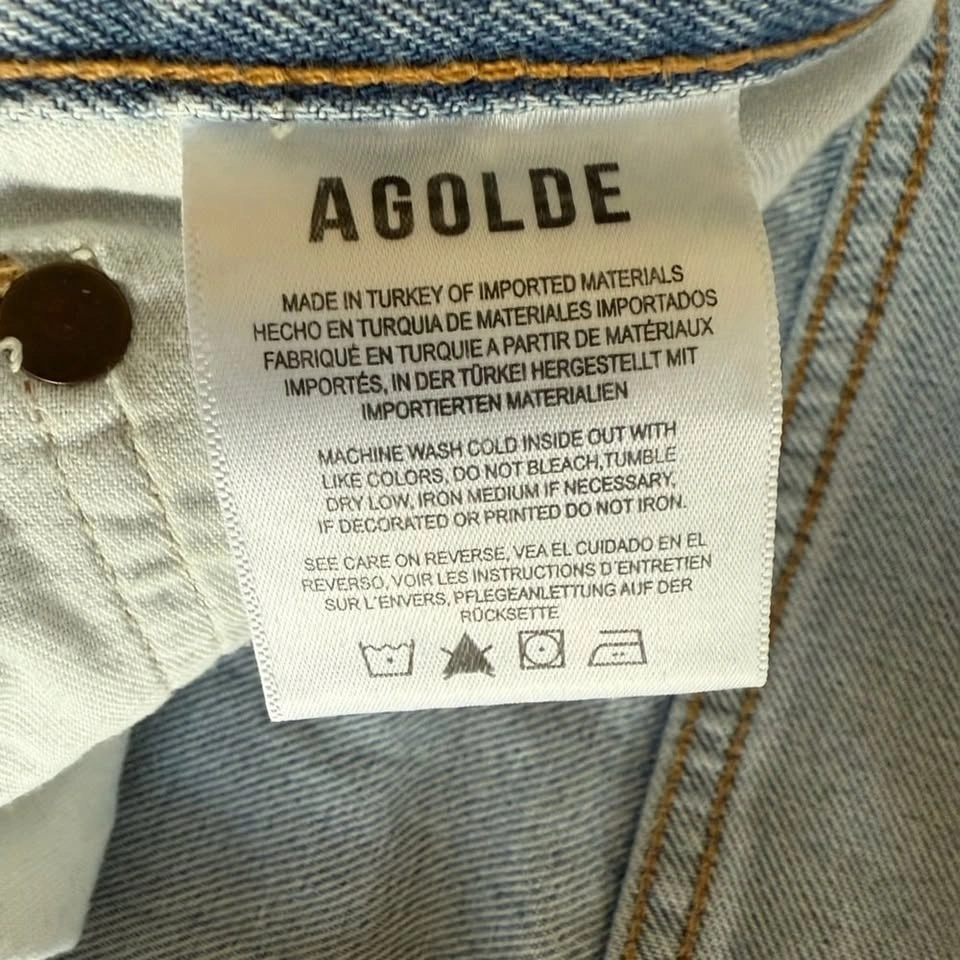 AGOLDE
MADE IN TURKEY OF IMPORTED MATERIALS
HECHO EN TURQUIA DE MATERIALES IMPORTADOS
FABRIQUÉ EN TURQUIE A PARTIR DE MATÉRIAUX
IMPORTÉS, IN DER TÜRKEI HERGESTELLT MIT
IMPORTIERTEN MATERIALIEN
MACHINE WASH COLD INSIDE OUT WITH
LIKE COLORS, DO NOT BLEACH,TUMBLE
DRY LOW, IRON MEDIUM IF NECESSARY,
IF DECORATED OR PRINTED DO NOT IRON.
SEE CARE ON REVERSE, VEA EL CUIDADO EN EL
REVERSO, VOIR LES INSTRUCTIONS D'ENTRETIEN
SUR L'ENVERS, PFLEGEANLETTUNG AUF DER
RÜCKSETTE